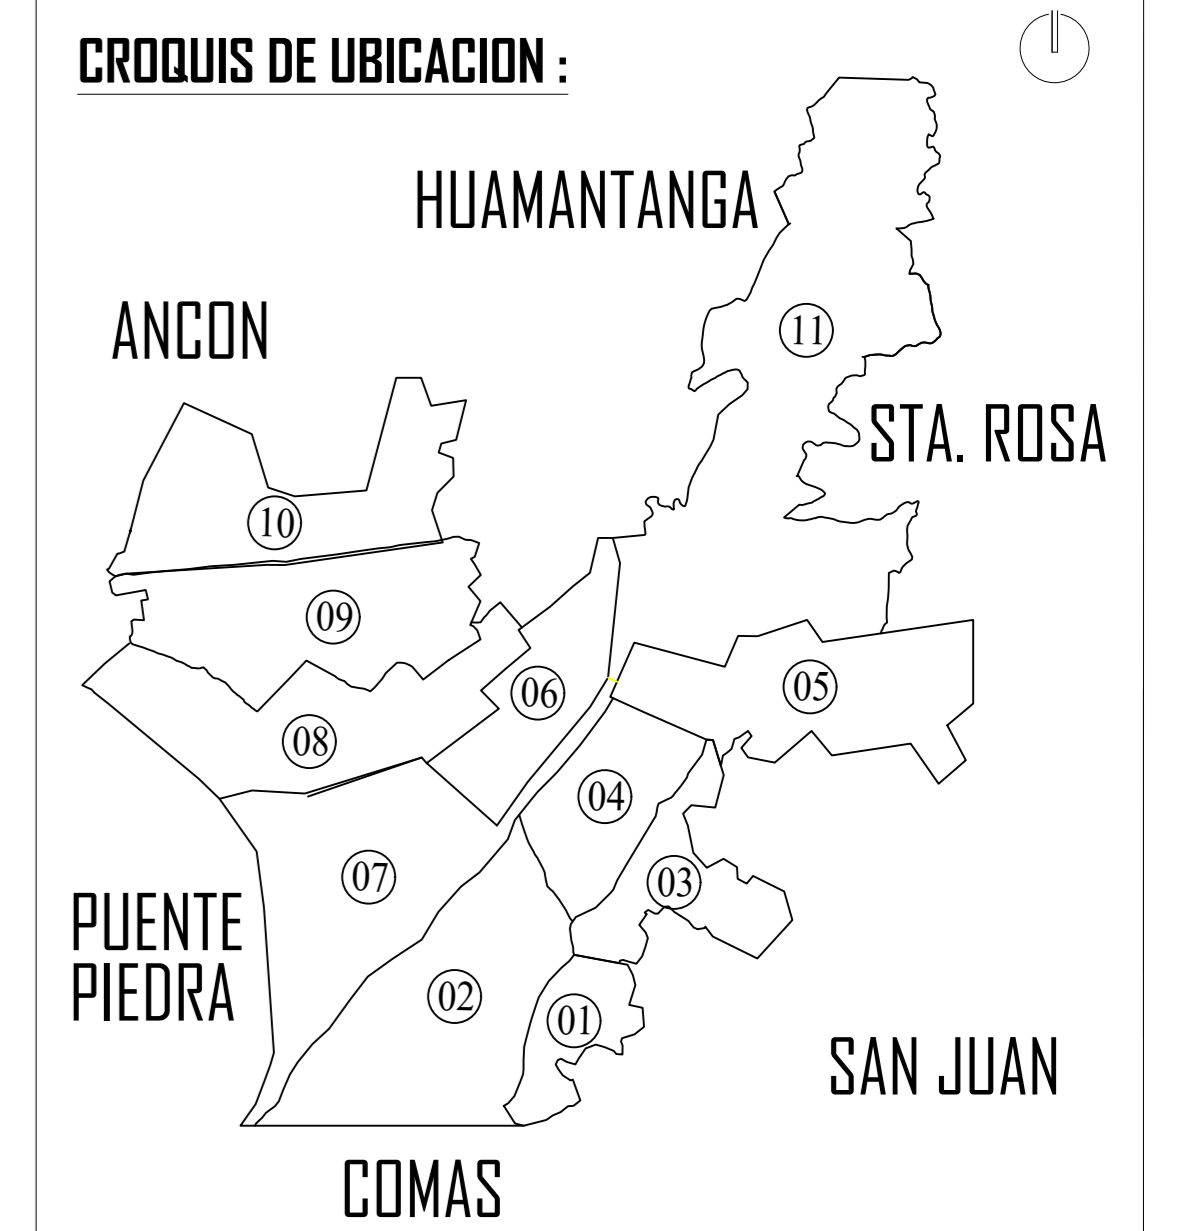 CROQUIS DE UBICACION :
HUAMANTANGA
ANCON
11
STA. ROSA
10
09
06
05
08
04
07
03
PUENTE
PIEDRA
02
01
SAN JUAN
COMAS